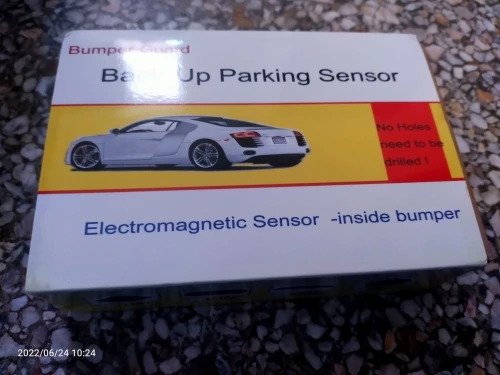 Bumper Guard
Back Up Parking Sensor
No Holes
need to be
drilled !
Electromagnetic Sensor -inside bumper
2022/06/24 10:24